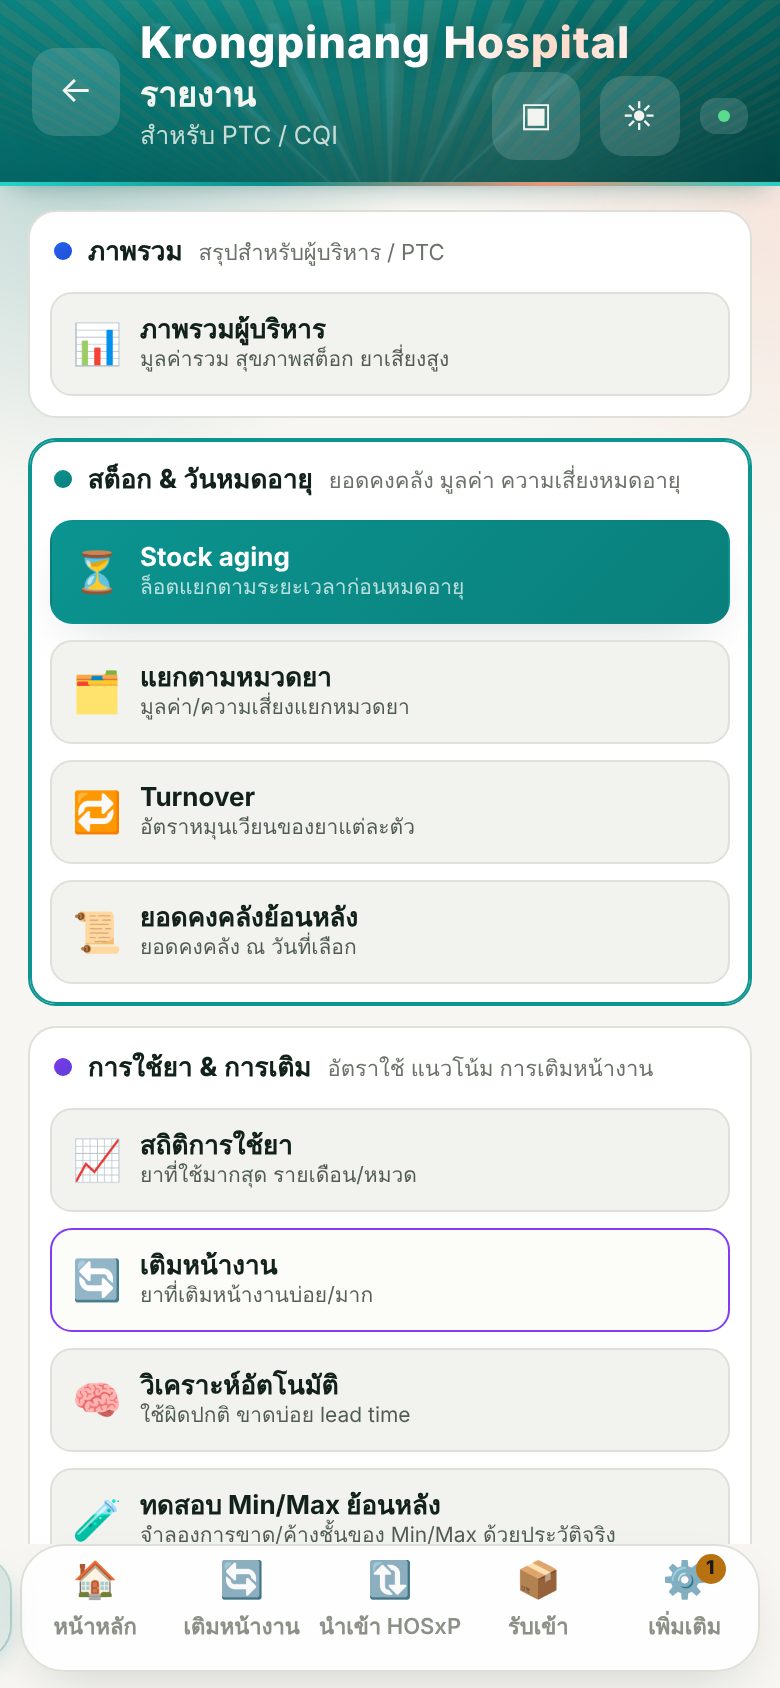 Krongpinang Hospital
รายงาน
สำหรับ PTC / CQI
ภาพรวม สรุปสำหรับผู้บริหาร / PTC
ภาพรวมผู้บริหาร
มูลค่ารวม สุขภาพสต็อก ยาเสี่ยงสูง
สต็อก & วันหมดอายุ ยอดคงคลัง มูลค่า ความเสี่ยงหมดอายุ
Stock aging
ล็อตแยกตามระยะเวลาก่อนหมดอายุ
แยกตามหมวดยา
มูลค่า/ความเสี่ยงแยกหมวดยา
Turnover
อัตราหมุนเวียนของยาแต่ละตัว
ยอดคงคลังย้อนหลัง
ยอดคงคลัง ณ วันที่เลือก
การใช้ยา & การเติม อัตราใช้ แนวโน้ม การเติมหน้างาน
สถิติการใช้ยา
ยาที่ใช้มากสุด รายเดือน/หมวด
เติมหน้างาน
ยาที่เติมหน้างานบ่อย/มาก
วิเคราะห์อัตโนมัติ
ใช้ผิดปกติ ขาดบ่อย lead time
ทดสอบ Min/Max ย้อนหลัง
จำลองการขาด/ค้างชั้นของ Min/Max ด้วยประวัติจริง
1
หน้าหลัก เติมหน้างาน นำเข้า HOSxP รับเข้า เพิ่มเติม